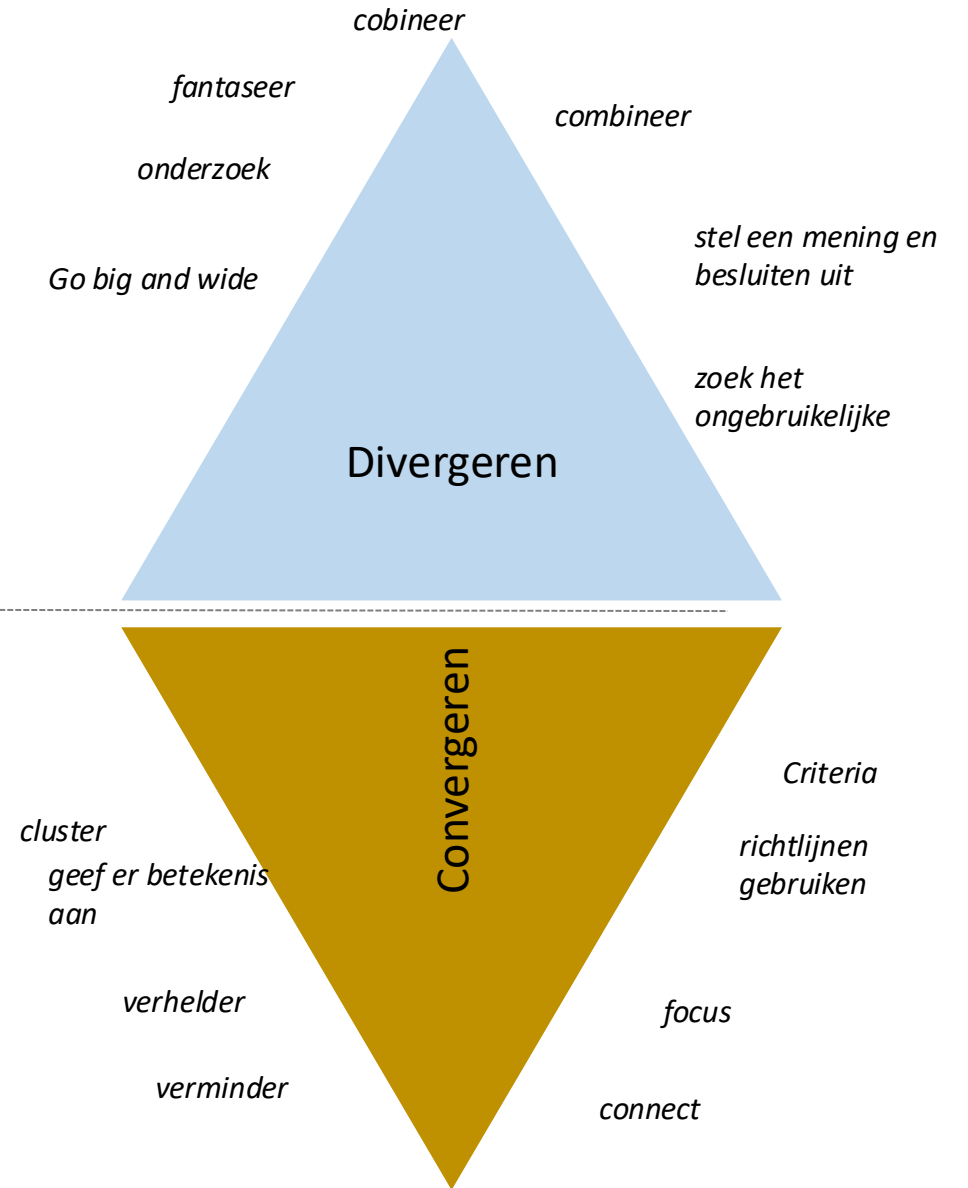 cobineer
fantaseer
combineer
onderzoek
stel een mening en
besluiten uit
Go big and wide
zoek het
ongebruikelijke
Divergeren
Convergeren
Criteria
cluster
richtlijnen
gebruiken
geef er betekenis
aan
verhelder
focus
verminder
connect